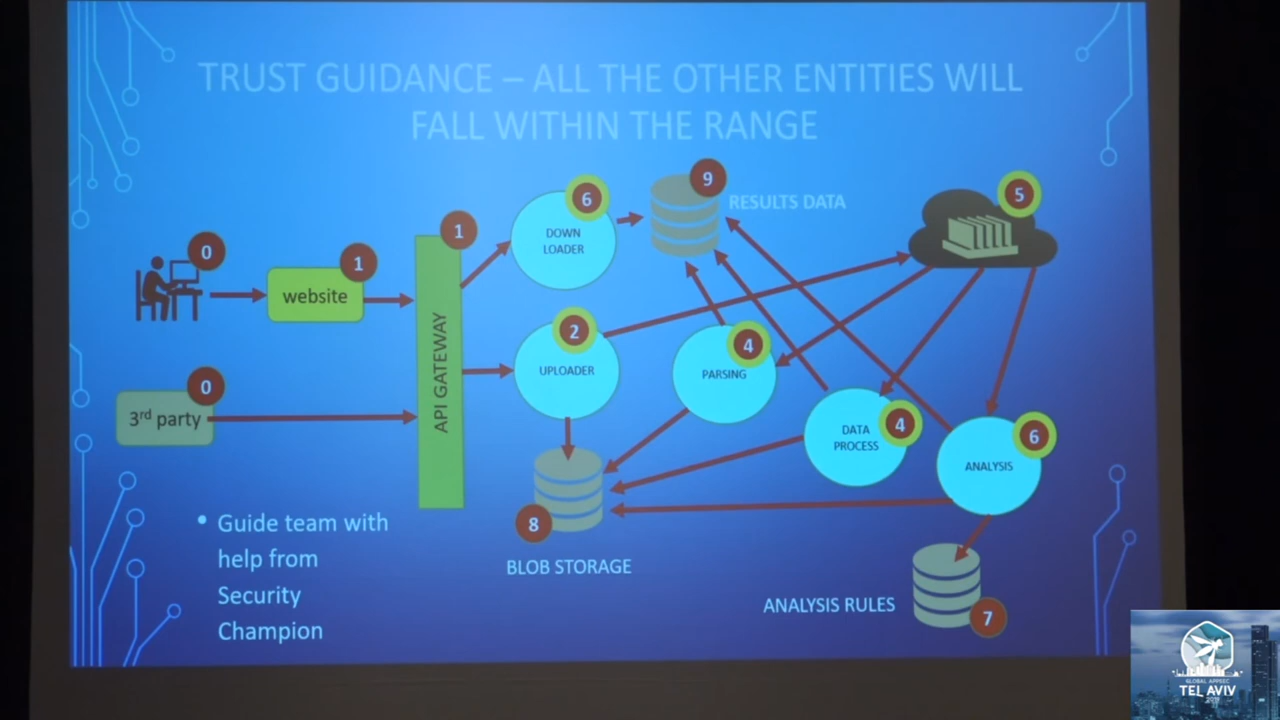 TRUST GUIDANCE – ALL THE OTHER ENTITIES WILL
FALL WITHIN THE RANGE
0
1
website
0
3rd party
1
API GATEWAY
6
DOWN
LOADER
9
RESULTS DATA
5
2
UPLOADER
4
PARSING
4
DATA
PROCESS
6
ANALYSIS
8
BLOB STORAGE
ANALYSIS RULES
7
• Guide team with
help from
Security
Champion
GLOBAL APPSEC
TEL AVIV